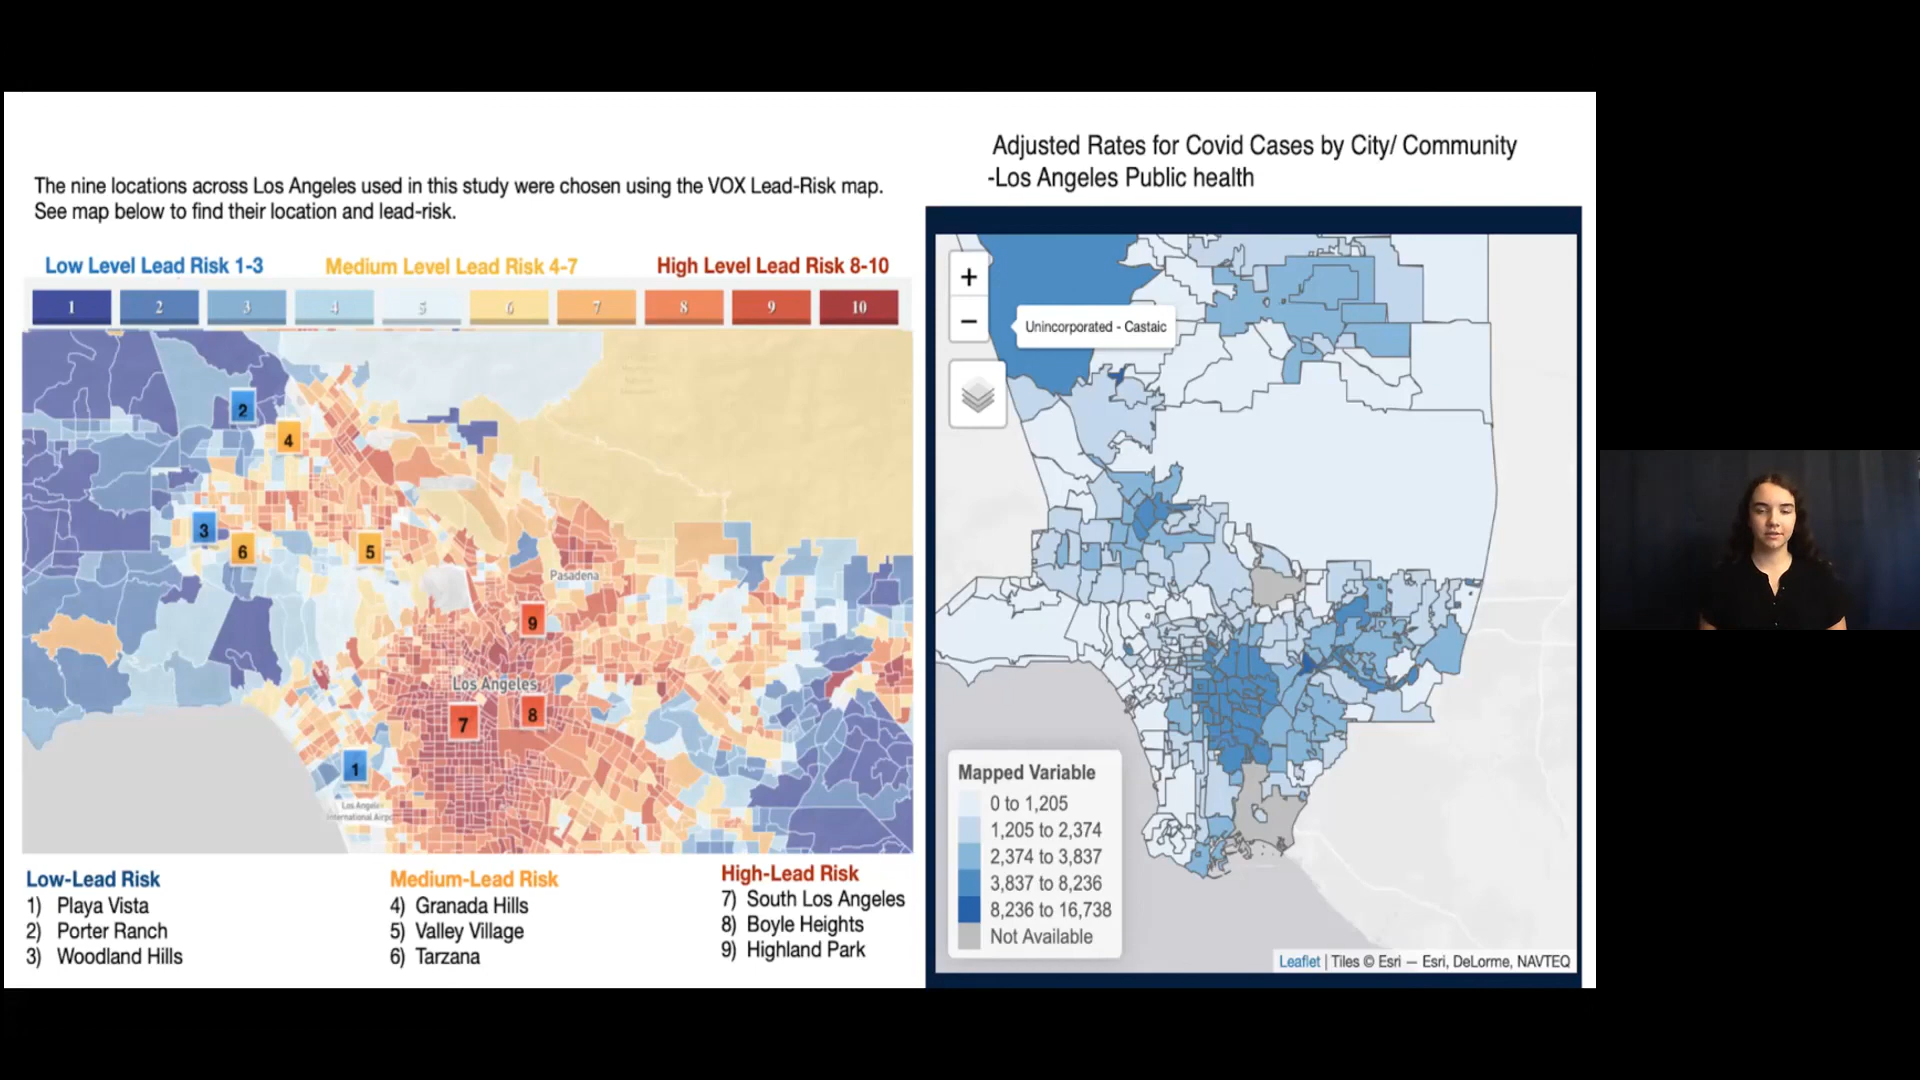 The nine locations across Los Angeles used in this study were chosen using the VOX Lead-Risk map.
See map below to find their location and lead-risk.
Low Level Lead Risk 1-3
Medium Level Lead Risk 4-7
High Level Lead Risk 8-10
1 2 3 4 5 6 7 8 9 10
2
4
3
6
5
Pasadena
9
Los Angeles
7
8
1
Los Angeles
International Airpo
Low-Lead Risk
1) Playa Vista
2) Porter Ranch
3) Woodland Hills
Medium-Lead Risk
4) Granada Hills
5) Valley Village
6) Tarzana
High-Lead Risk
7) South Los Angeles
8) Boyle Heights
9) Highland Park
Adjusted Rates for Covid Cases by City/ Community
-Los Angeles Public health
+
−
Unincorporated - Castaic
Mapped Variable
0 to 1,205
1,205 to 2,374
2,374 to 3,837
3,837 to 8,236
8,236 to 16,738
Not Available
Leaflet | Tiles © Esri — Esri, DeLorme, NAVTEQ